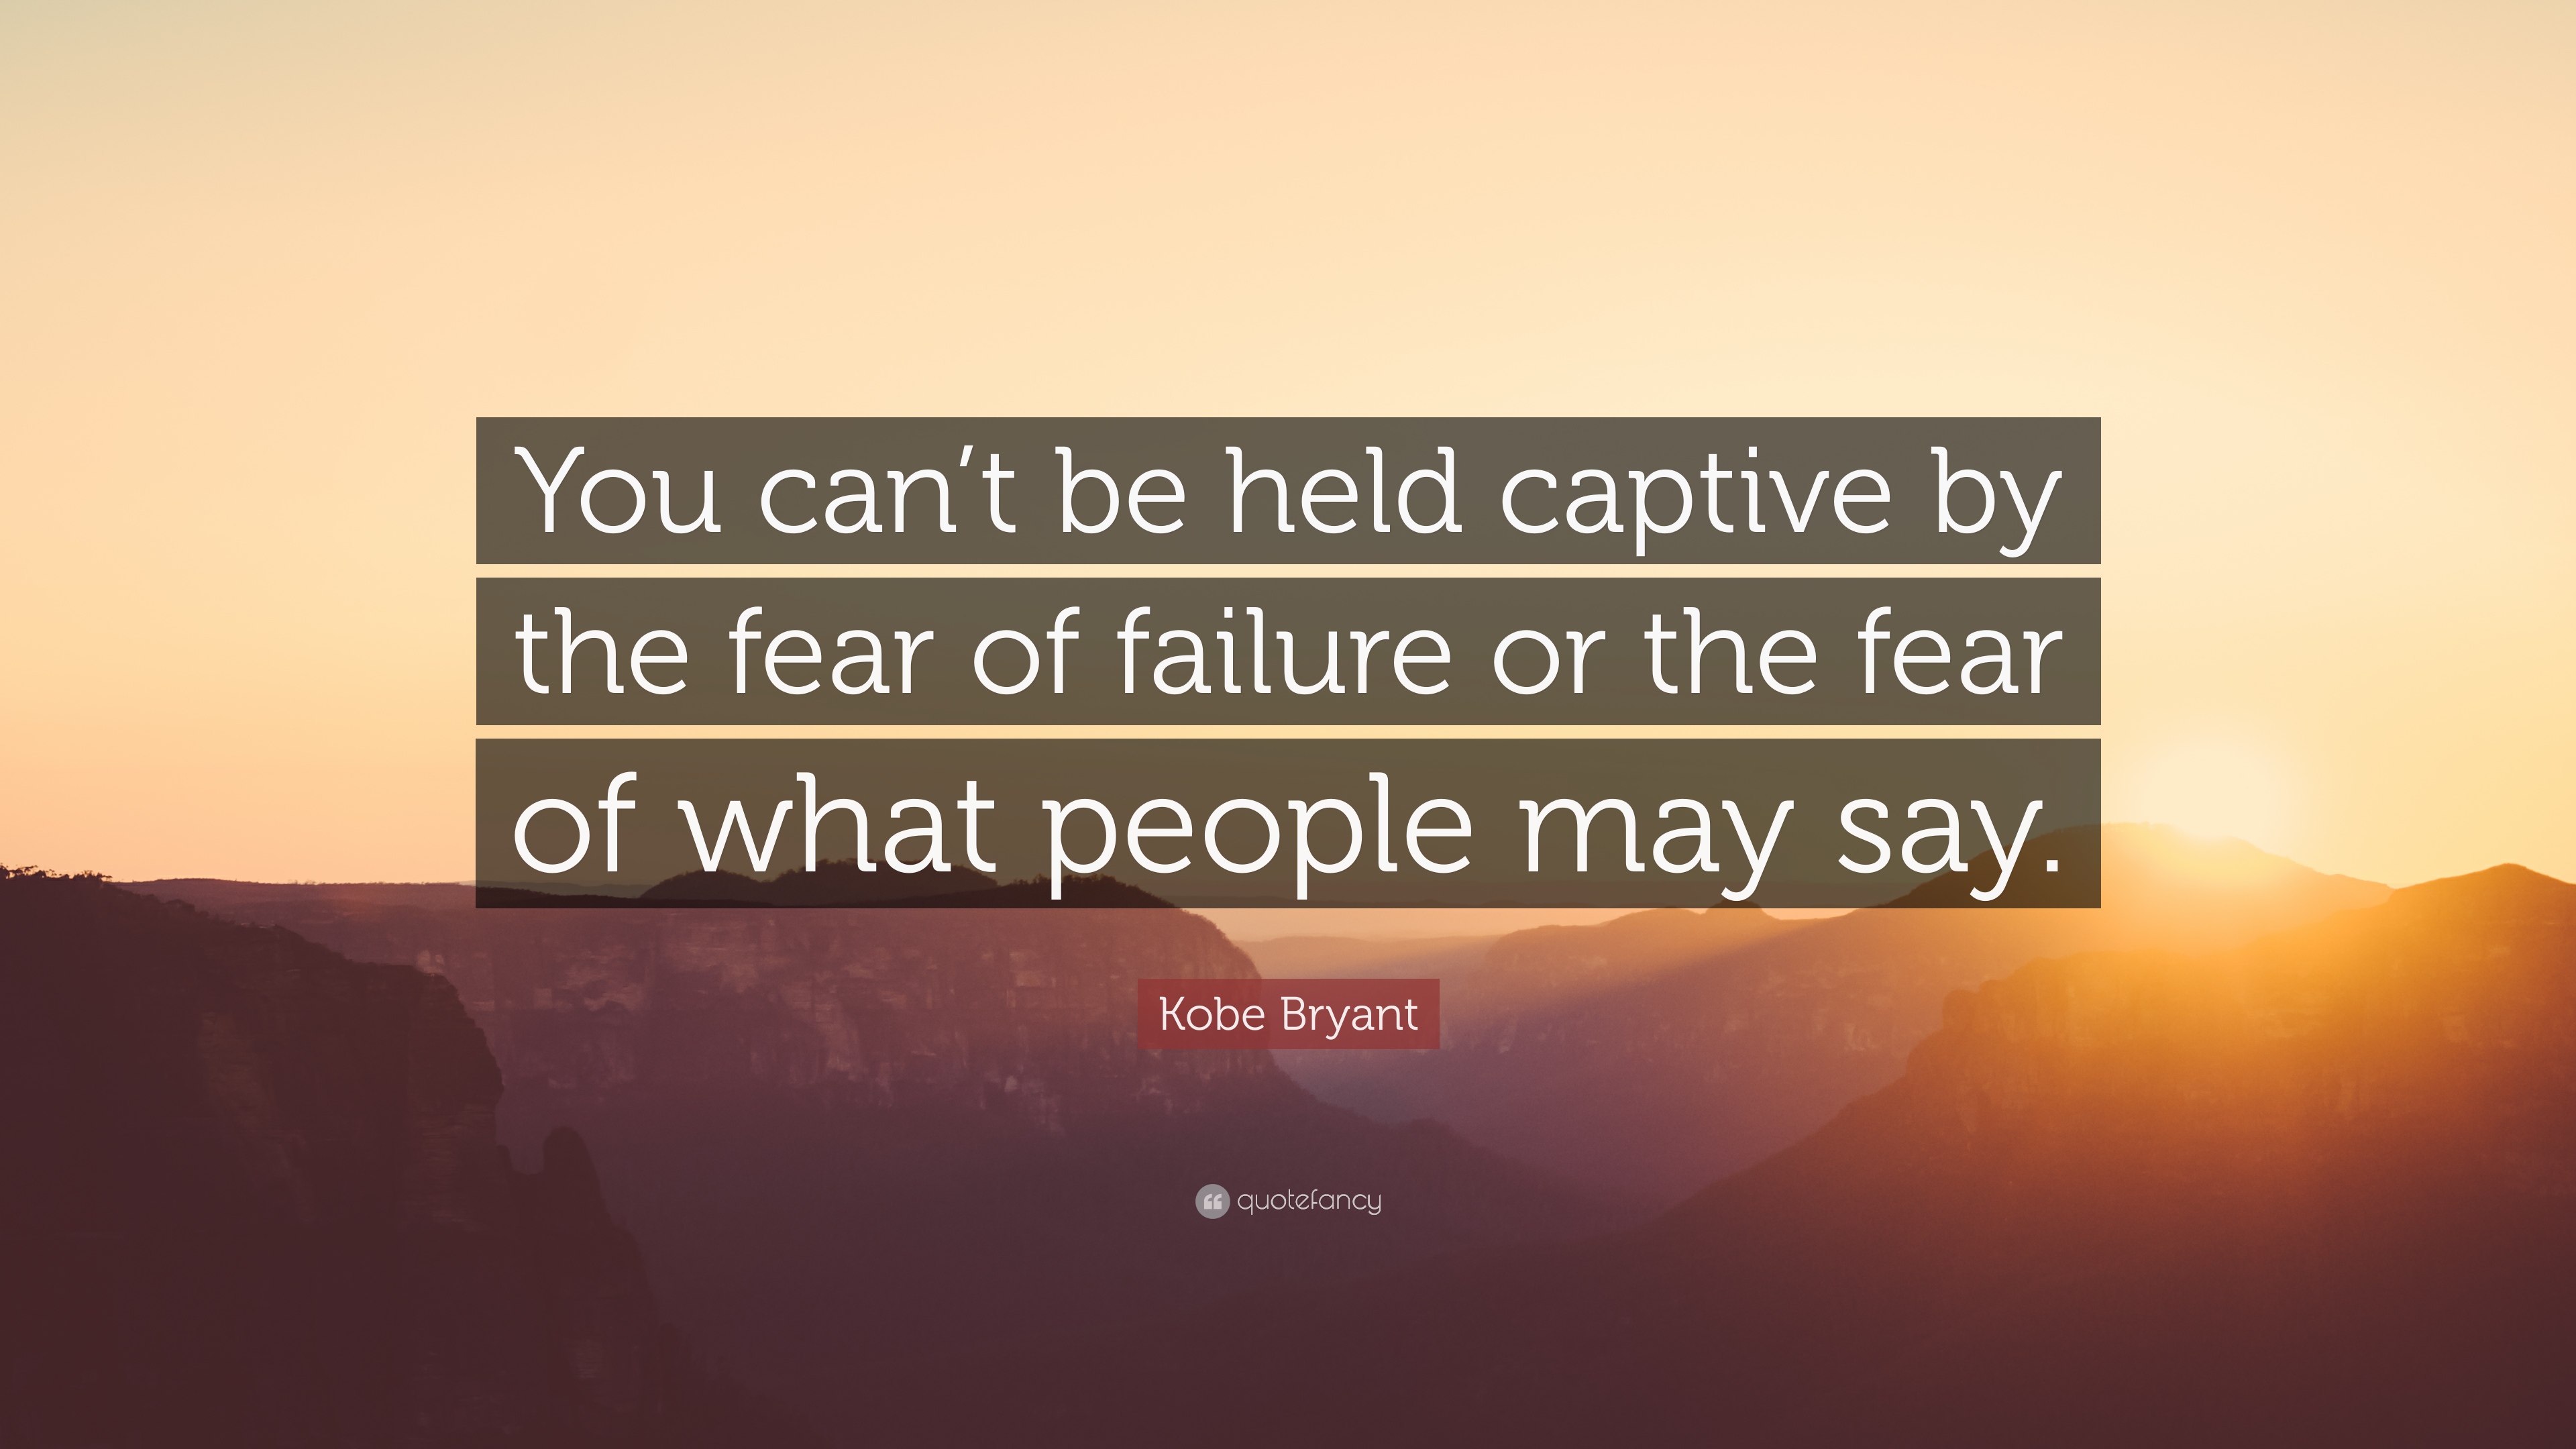 You can’t be held captive by
the fear of failure or the fear
of what people may say.
Kobe Bryant
quotefancy